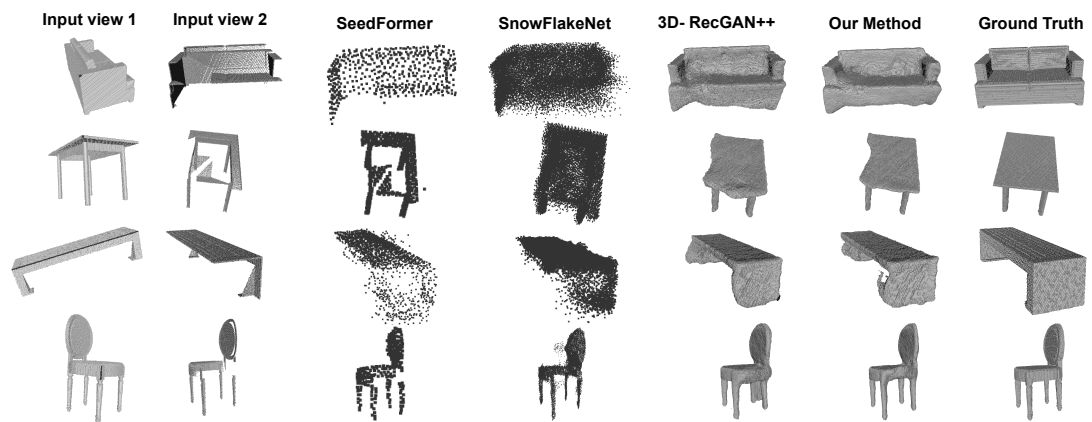 Input view 1 Input view 2 SeedFormer SnowFlakeNet 3D- RecGAN++ Our Method Ground Truth